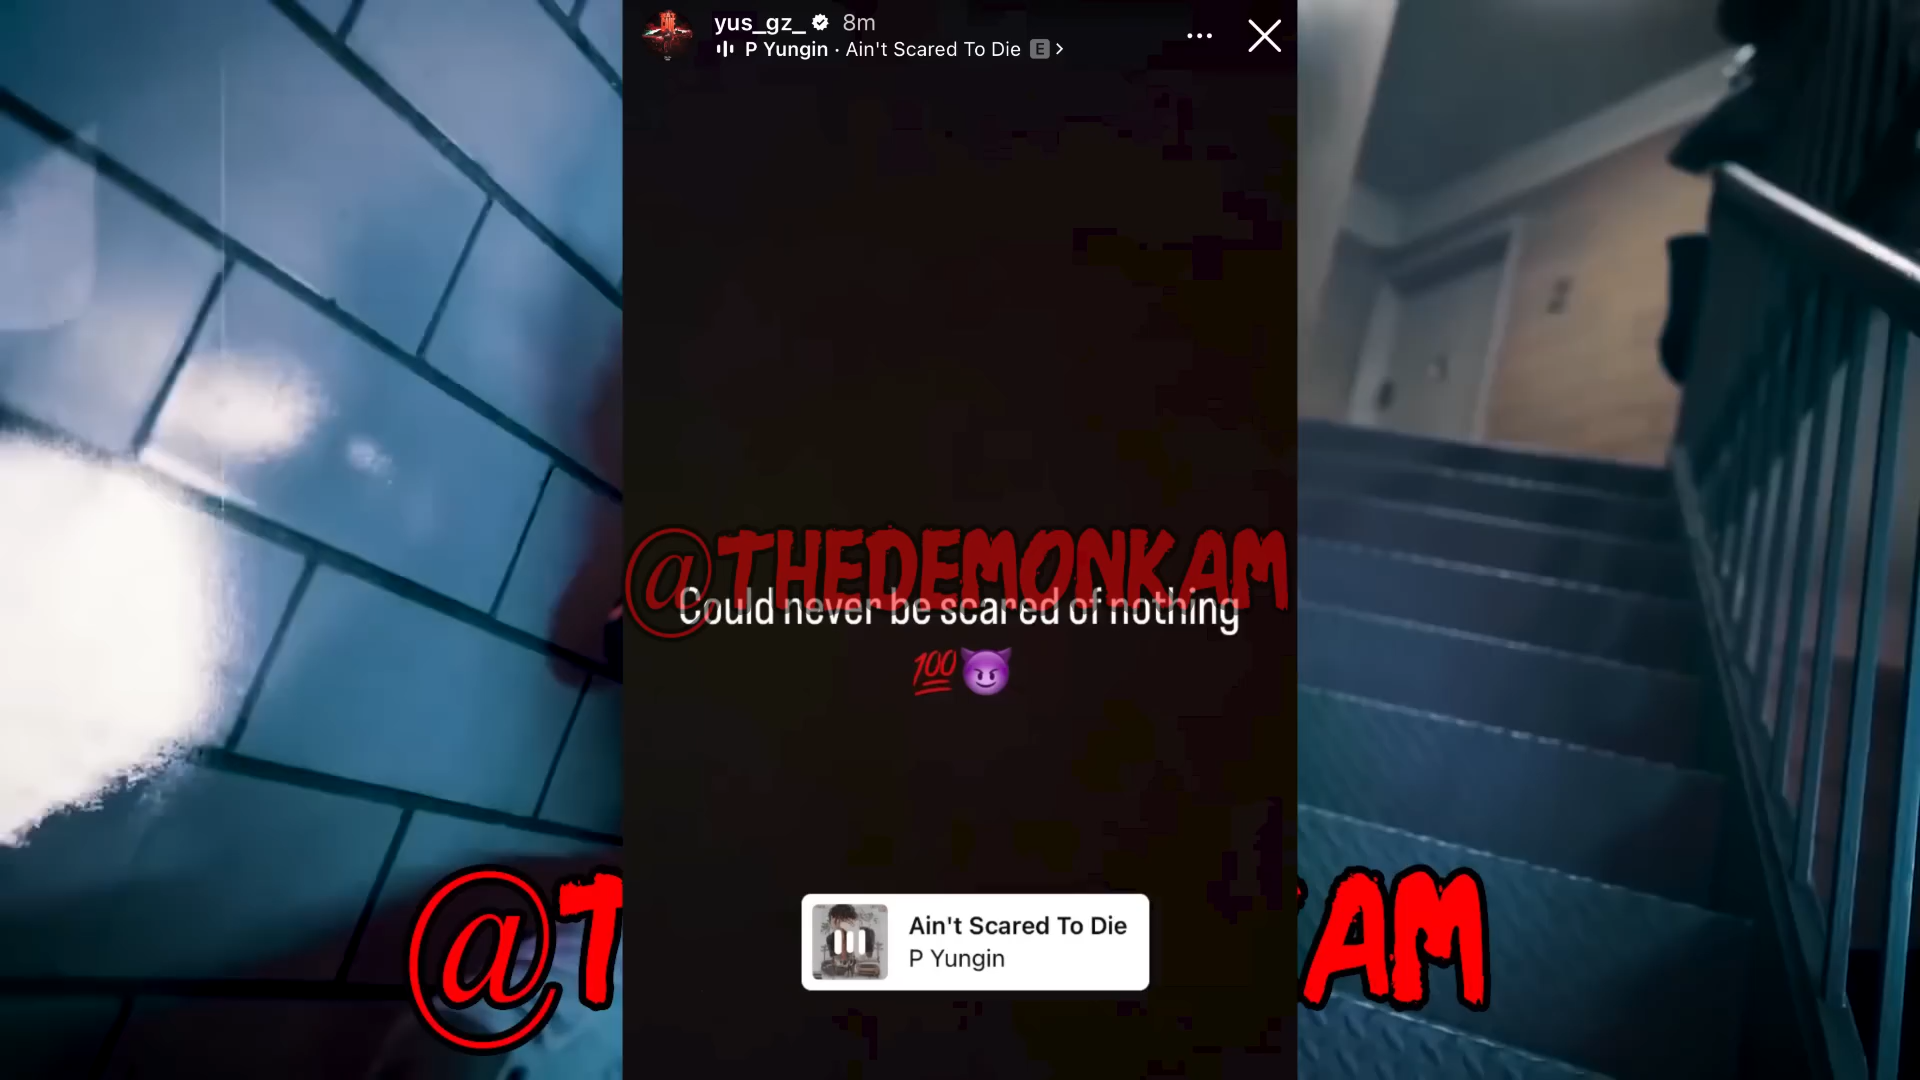 yus_gz_ 8m
P Yungin · Ain't Scared To Die E
@THEDEMONKAM
Could never be scared of nothing
💯😈
@T AM
Ain't Scared To Die
P Yungin